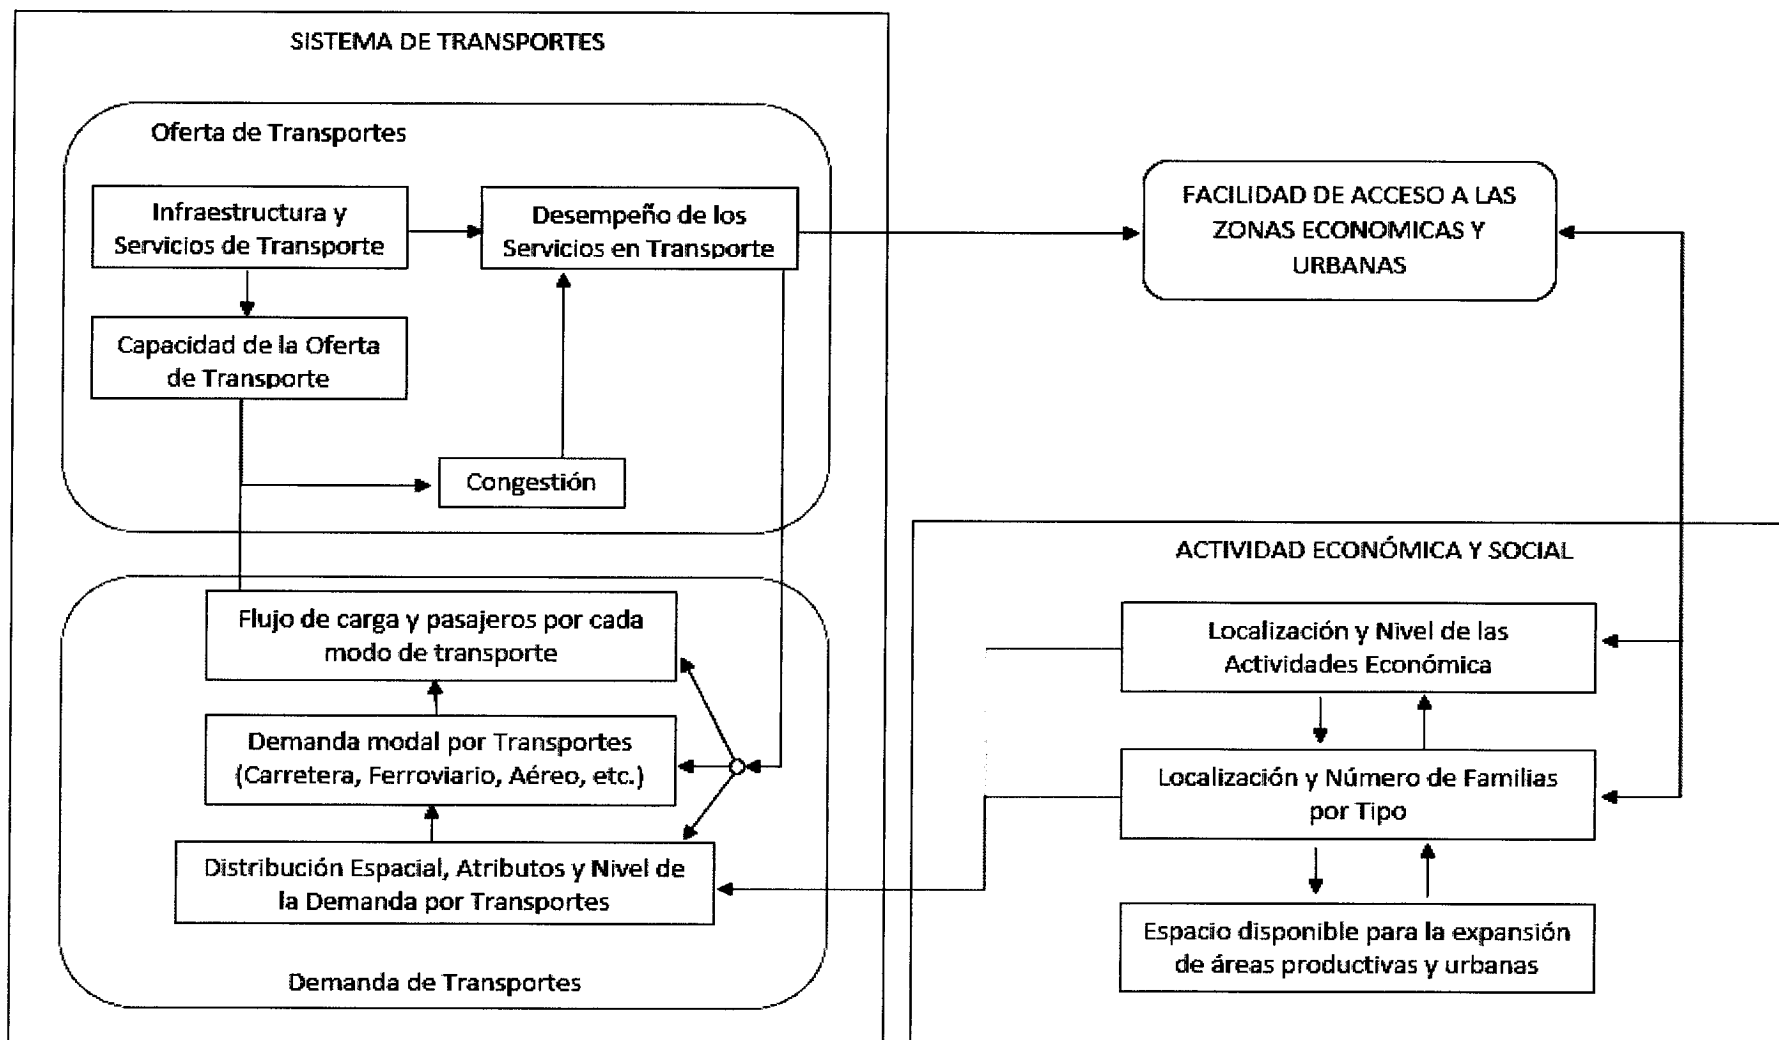 SISTEMA DE TRANSPORTES
Oferta de Transportes
Infraestructura y
Servicios de Transporte
Desempeño de los
Servicios en Transporte
Capacidad de la Oferta
de Transporte
Congestión
FACILIDAD DE ACCESO A LAS
ZONAS ECONOMICAS Y
URBANAS
Flujo de carga y pasajeros por cada
modo de transporte
Demanda modal por Transportes
(Carretera, Ferroviario, Aéreo, etc.)
Distribución Espacial, Atributos y Nivel de
la Demanda por Transportes
Demanda de Transportes
ACTIVIDAD ECONÓMICA Y SOCIAL
Localización y Nivel de las
Actividades Económica
Localización y Número de Familias
por Tipo
Espacio disponible para la expansión
de áreas productivas y urbanas